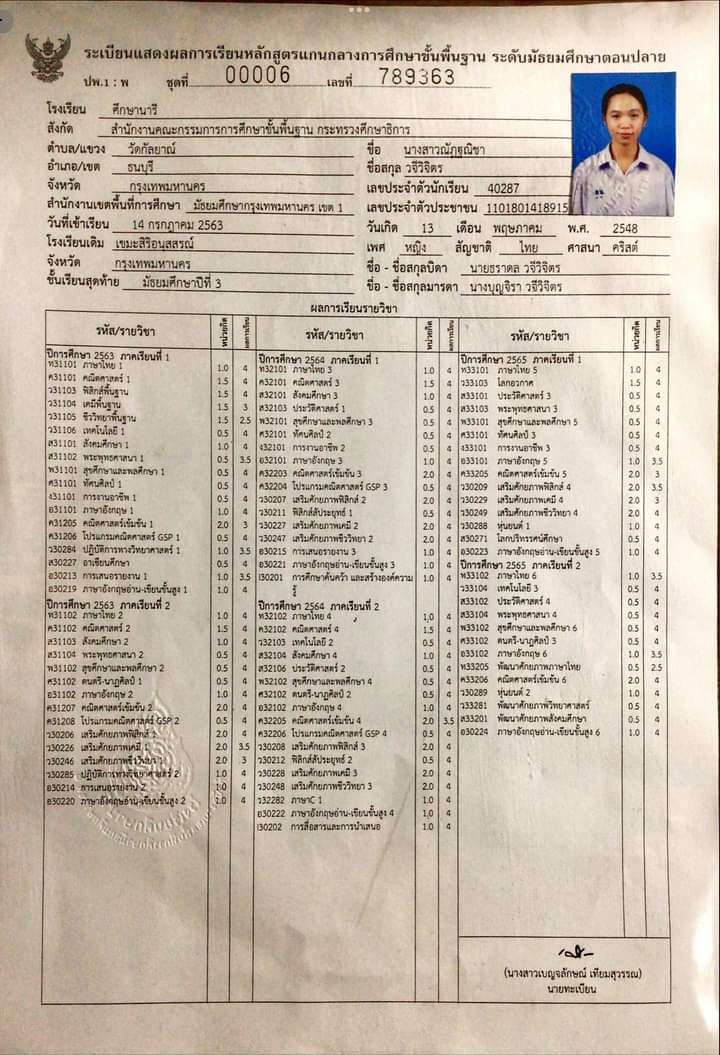 ระเบียนแสดงผลการเรียนหลักสูตรแกนกลางการศึกษาขั้นพื้นฐาน ระดับมัธยมศึกษาตอนปลาย
ปพ.1 : พ ชุดที่ 00006 เลขที่ 789363
โรงเรียน ศึกษานารี
สังกัด สำนักงานคณะกรรมการการศึกษาขั้นพื้นฐาน กระทรวงศึกษาธิการ
ตำบล/แขวง วัดกัลยาณ์
อำเภอ/เขต ธนบุรี
จังหวัด กรุงเทพมหานคร
สำนักงานเขตพื้นที่การศึกษา มัธยมศึกษากรุงเทพมหานคร เขต 1
วันที่เข้าเรียน 14 กรกฎาคม 2563
โรงเรียนเดิม เขมะสิริอนุสสรณ์
จังหวัด กรุงเทพมหานคร
ชั้นเรียนสุดท้าย มัธยมศึกษาปีที่ 3
ชื่อ นางสาวณัฏฐณิชา
ชื่อสกุล วจีวิจิตร
เลขประจำตัวนักเรียน 40287
เลขประจำตัวประชาชน 1101801418915
วันเกิด 13 เดือน พฤษภาคม พ.ศ. 2548
เพศ หญิง สัญชาติ ไทย ศาสนา คริสต์
ชื่อ - ชื่อสกุลบิดา นายธราดล วจีวิจิตร
ชื่อ - ชื่อสกุลมารดา นางบุญจิรา วจีวิจิตร
ผลการเรียนรายวิชา
รหัส/รายวิชา หน่วยกิต ผลการเรียน
ปีการศึกษา 2563 ภาคเรียนที่ 1
ท31101 ภาษาไทย 1 1.0 4
ค31101 คณิตศาสตร์ 1 1.5 4
ว31103 ฟิสิกส์พื้นฐาน 1.5 4
ว31104 เคมีพื้นฐาน 1.5 3
ว31105 ชีววิทยาพื้นฐาน 1.5 2.5
ว31106 เทคโนโลยี 1 0.5 4
ส31101 สังคมศึกษา 1 1.0 4
ส31102 พระพุทธศาสนา 1 0.5 3.5
พ31101 สุขศึกษาและพลศึกษา 1 0.5 4
ศ31101 ทัศนศิลป์ 1 0.5 4
ง31101 การงานอาชีพ 1 0.5 4
อ31101 ภาษาอังกฤษ 1 1.0 4
ค31205 คณิตศาสตร์เข้มข้น 1 2.0 3
ค31206 โปรแกรมคณิตศาสตร์ GSP 1 0.5 4
ว30284 ปฏิบัติการทางวิทยาศาสตร์ 1 1.0 3.5
ส30227 อาเซียนศึกษา 0.5 4
อ30213 การเสนอรายงาน 1 1.0 3.5
อ30219 ภาษาอังกฤษอ่าน-เขียนขั้นสูง 1 1.0 4
ปีการศึกษา 2563 ภาคเรียนที่ 2
ท31102 ภาษาไทย 2 1.0 4
ค31102 คณิตศาสตร์ 2 1.5 4
ส31103 สังคมศึกษา 2 1.0 4
ส31104 พระพุทธศาสนา 2 0.5 4
พ31102 สุขศึกษาและพลศึกษา 2 0.5 4
ศ31102 ดนตรี-นาฏศิลป์ 1 0.5 4
อ31102 ภาษาอังกฤษ 2 1.0 4
ค31207 คณิตศาสตร์เข้มข้น 2 2.0 4
ค31208 โปรแกรมคณิตศาสตร์ GSP 2 0.5 4
ว30206 เสริมศักยภาพฟิสิกส์ 1 2.0 4
ว30226 เสริมศักยภาพเคมี 1 2.0 3.5
ว30246 เสริมศักยภาพชีววิทยา 1 2.0 3
ว30285 ปฏิบัติการทางวิทยาศาสตร์ 2 1.0 4
อ30214 การเสนอรายงาน 2 1.0 4
อ30220 ภาษาอังกฤษอ่าน-เขียนขั้นสูง 2 1.0 4
รหัส/รายวิชา หน่วยกิต ผลการเรียน
ปีการศึกษา 2564 ภาคเรียนที่ 1
ท32101 ภาษาไทย 3 1.0 4
ค32101 คณิตศาสตร์ 3 1.5 4
ส32101 สังคมศึกษา 3 1.0 4
ส32103 ประวัติศาสตร์ 1 0.5 4
พ32101 สุขศึกษาและพลศึกษา 3 0.5 4
ศ32101 ทัศนศิลป์ 2 0.5 4
ง32101 การงานอาชีพ 2 0.5 4
อ32101 ภาษาอังกฤษ 3 1.0 4
ค32203 คณิตศาสตร์เข้มข้น 3 2.0 4
ค32204 โปรแกรมคณิตศาสตร์ GSP 3 0.5 4
ว30207 เสริมศักยภาพฟิสิกส์ 2 2.0 4
ว30211 ฟิสิกส์สัประยุทธ์ 1 0.5 4
ว30227 เสริมศักยภาพเคมี 2 2.0 4
ว30247 เสริมศักยภาพชีววิทยา 2 2.0 4
อ30215 การเสนอรายงาน 3 1.0 4
อ30221 ภาษาอังกฤษอ่าน-เขียนขั้นสูง 3 1.0 4
I30201 การศึกษาค้นคว้า และสร้างองค์ความรู้ 1.0 4
ปีการศึกษา 2564 ภาคเรียนที่ 2
ท32102 ภาษาไทย 4 1.0 4
ค32102 คณิตศาสตร์ 4 1.5 4
ว32103 เทคโนโลยี 2 0.5 4
ส32104 สังคมศึกษา 4 1.0 4
ส32106 ประวัติศาสตร์ 2 0.5 4
พ32102 สุขศึกษาและพลศึกษา 4 0.5 4
ศ32102 ดนตรี-นาฏศิลป์ 2 0.5 4
อ32102 ภาษาอังกฤษ 4 1.0 4
ค32205 คณิตศาสตร์เข้มข้น 4 2.0 3.5
ค32206 โปรแกรมคณิตศาสตร์ GSP 4 0.5 4
ว30208 เสริมศักยภาพฟิสิกส์ 3 2.0 4
ว30212 ฟิสิกส์สัประยุทธ์ 2 0.5 4
ว30228 เสริมศักยภาพเคมี 3 2.0 4
ว30248 เสริมศักยภาพชีววิทยา 3 2.0 4
ว32282 ภาษาC 1 1.0 4
อ30222 ภาษาอังกฤษอ่าน-เขียนขั้นสูง 4 1.0 4
I30202 การสื่อสารและการนำเสนอ 1.0 4
รหัส/รายวิชา หน่วยกิต ผลการเรียน
ปีการศึกษา 2565 ภาคเรียนที่ 1
ท33101 ภาษาไทย 5 1.0 4
ว33103 โลกอวกาศ 1.5 4
ส33101 ประวัติศาสตร์ 3 0.5 4
ส33103 พระพุทธศาสนา 3 0.5 4
พ33101 สุขศึกษาและพลศึกษา 5 0.5 4
ศ33101 ทัศนศิลป์ 3 0.5 4
ง33101 การงานอาชีพ 3 0.5 4
อ33101 ภาษาอังกฤษ 5 1.0 3.5
ค33205 คณิตศาสตร์เข้มข้น 5 2.0 3
ว30209 เสริมศักยภาพฟิสิกส์ 4 2.0 3.5
ว30229 เสริมศักยภาพเคมี 4 2.0 3
ว30249 เสริมศักยภาพชีววิทยา 4 2.0 4
ว30288 หุ่นยนต์ 1 1.0 4
ส30271 โลกปริทรรศน์ศึกษา 0.5 4
อ30223 ภาษาอังกฤษอ่าน-เขียนขั้นสูง 5 1.0 4
ปีการศึกษา 2565 ภาคเรียนที่ 2
ท33102 ภาษาไทย 6 1.0 3.5
ว33104 เทคโนโลยี 3 0.5 4
ส33102 ประวัติศาสตร์ 4 0.5 4
ส33104 พระพุทธศาสนา 4 0.5 4
พ33102 สุขศึกษาและพลศึกษา 6 0.5 4
ศ33102 ดนตรี-นาฏศิลป์ 3 0.5 4
อ33102 ภาษาอังกฤษ 6 1.0 3.5
ท33205 พัฒนาศักยภาพภาษาไทย 0.5 2.5
ค33206 คณิตศาสตร์เข้มข้น 6 2.0 4
ว30289 หุ่นยนต์ 2 1.0 4
ว33281 พัฒนาศักยภาพวิทยาศาสตร์ 0.5 4
ส33201 พัฒนาศักยภาพสังคมศึกษา 0.5 4
อ30224 ภาษาอังกฤษอ่าน-เขียนขั้นสูง 6 1.0 4
(นางสาวเบญจลักษณ์ เทียมสุวรรณ)
นายทะเบียน